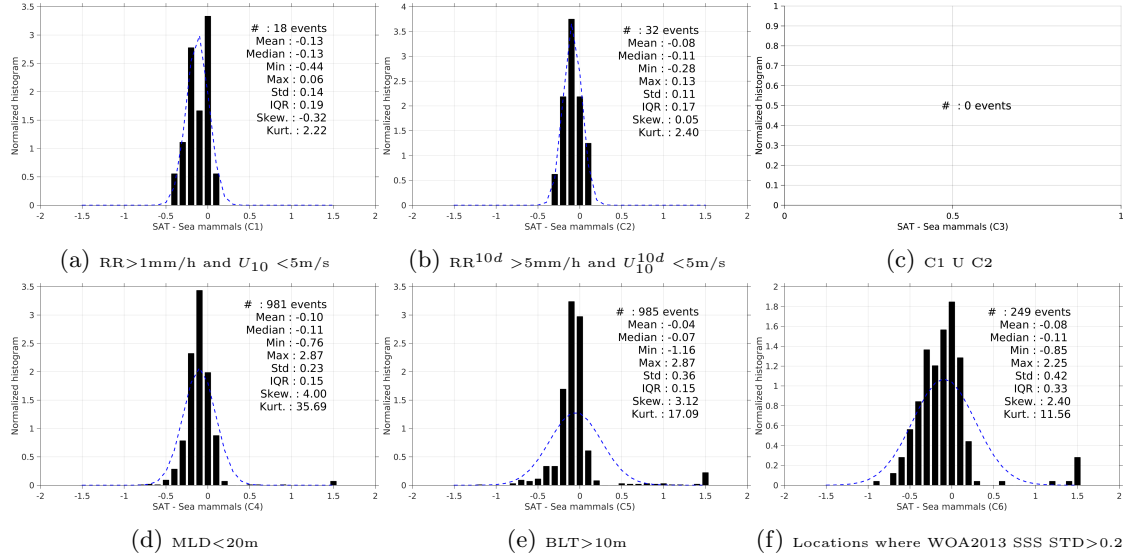 3.5
3
2.5
2
1.5
1
0.5
0
Normalized histogram
# : 18 events
Mean : -0.13
Median : -0.13
Min : -0.44
Max : 0.06
Std : 0.14
IQR : 0.19
Skew. : -0.32
Kurt. : 2.22
-2 -1.5 -1 -0.5 0 0.5 1 1.5 2
SAT - Sea mammals (C1)
(a) RR>1mm/h and U10 <5m/s
4
3.5
3
2.5
2
1.5
1
0.5
0
Normalized histogram
# : 32 events
Mean : -0.08
Median : -0.11
Min : -0.28
Max : 0.13
Std : 0.11
IQR : 0.17
Skew. : 0.05
Kurt. : 2.40
-2 -1.5 -1 -0.5 0 0.5 1 1.5 2
SAT - Sea mammals (C2)
(b) RR^10d >5mm/h and U10^10d <5m/s
1
0.9
0.8
0.7
0.6
0.5
0.4
0.3
0.2
0.1
0
Normalized histogram
# : 0 events
0 0.5 1
SAT - Sea mammals (C3)
(c) C1 U C2
3.5
3
2.5
2
1.5
1
0.5
0
Normalized histogram
# : 981 events
Mean : -0.10
Median : -0.11
Min : -0.76
Max : 2.87
Std : 0.23
IQR : 0.15
Skew. : 4.00
Kurt. : 35.69
-2 -1.5 -1 -0.5 0 0.5 1 1.5 2
SAT - Sea mammals (C4)
(d) MLD<20m
3.5
3
2.5
2
1.5
1
0.5
0
Normalized histogram
# : 985 events
Mean : -0.04
Median : -0.07
Min : -1.16
Max : 2.87
Std : 0.36
IQR : 0.15
Skew. : 3.12
Kurt. : 17.09
-2 -1.5 -1 -0.5 0 0.5 1 1.5 2
SAT - Sea mammals (C5)
(e) BLT>10m
2
1.8
1.6
1.4
1.2
1
0.8
0.6
0.4
0.2
0
Normalized histogram
# : 249 events
Mean : -0.08
Median : -0.11
Min : -0.85
Max : 2.25
Std : 0.42
IQR : 0.33
Skew. : 2.40
Kurt. : 11.56
-2 -1.5 -1 -0.5 0 0.5 1 1.5 2
SAT - Sea mammals (C6)
(f) Locations where WOA2013 SSS STD>0.2